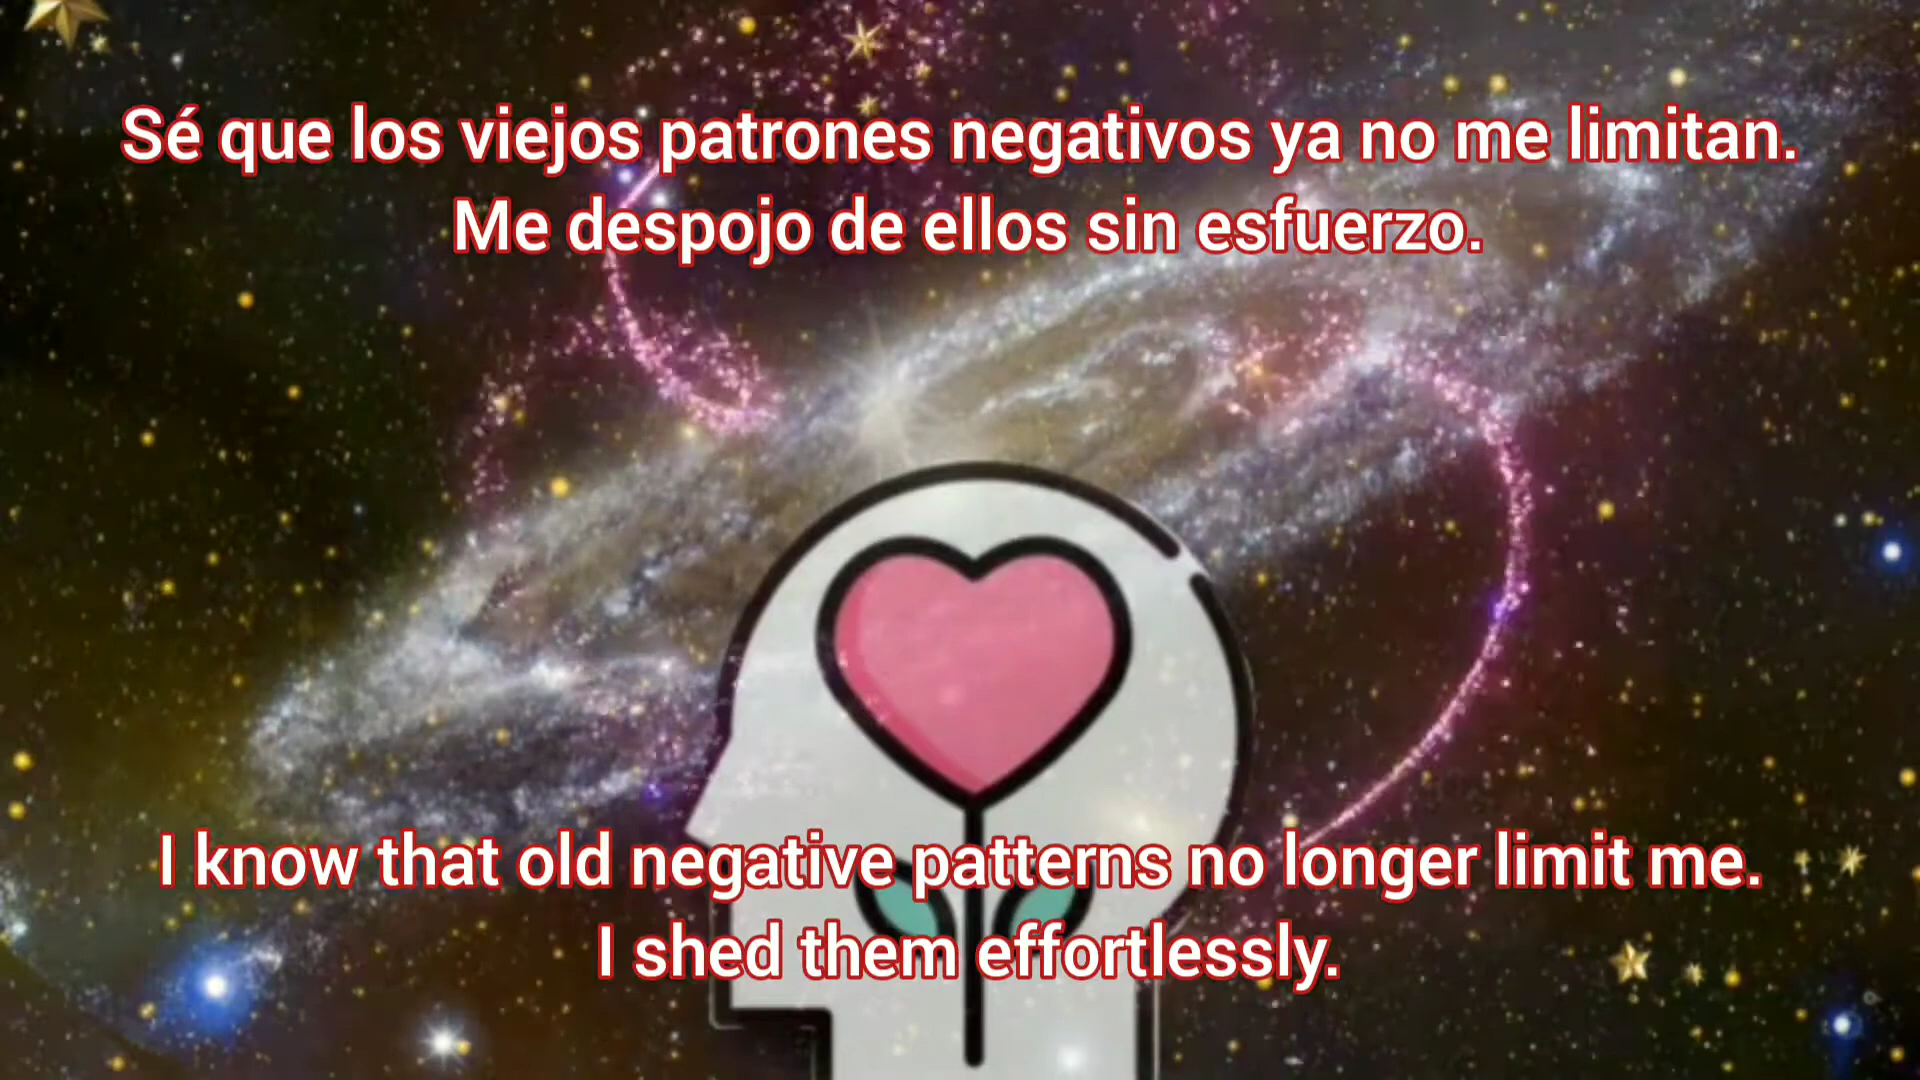 Sé que los viejos patrones negativos ya no me limitan.
Me despojo de ellos sin esfuerzo.
I know that old negative patterns no longer limit me.
I shed them effortlessly.